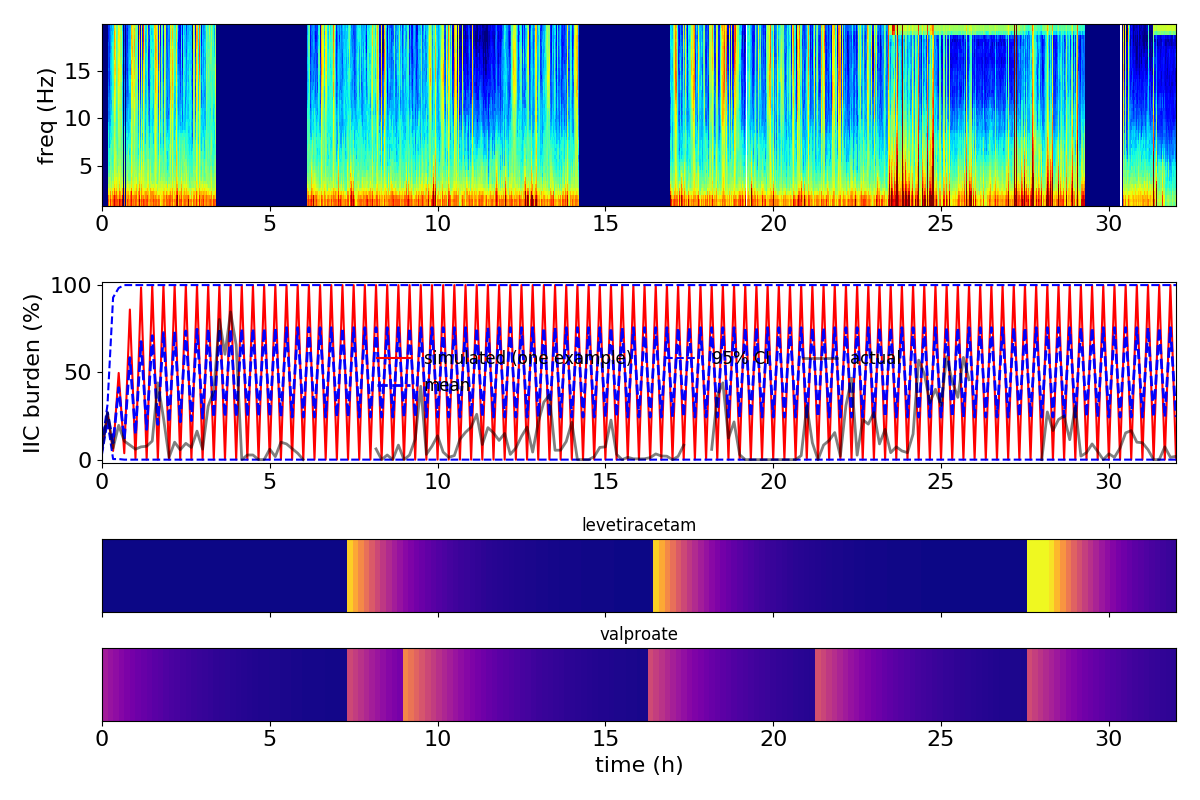 freq (Hz)
15
10
5
0 5 10 15 20 25 30
IIC burden (%)
100
50
0
simulated (one example) 95% CI actual
mean
0 5 10 15 20 25 30
levetiracetam
valproate
0 5 10 15 20 25 30
time (h)